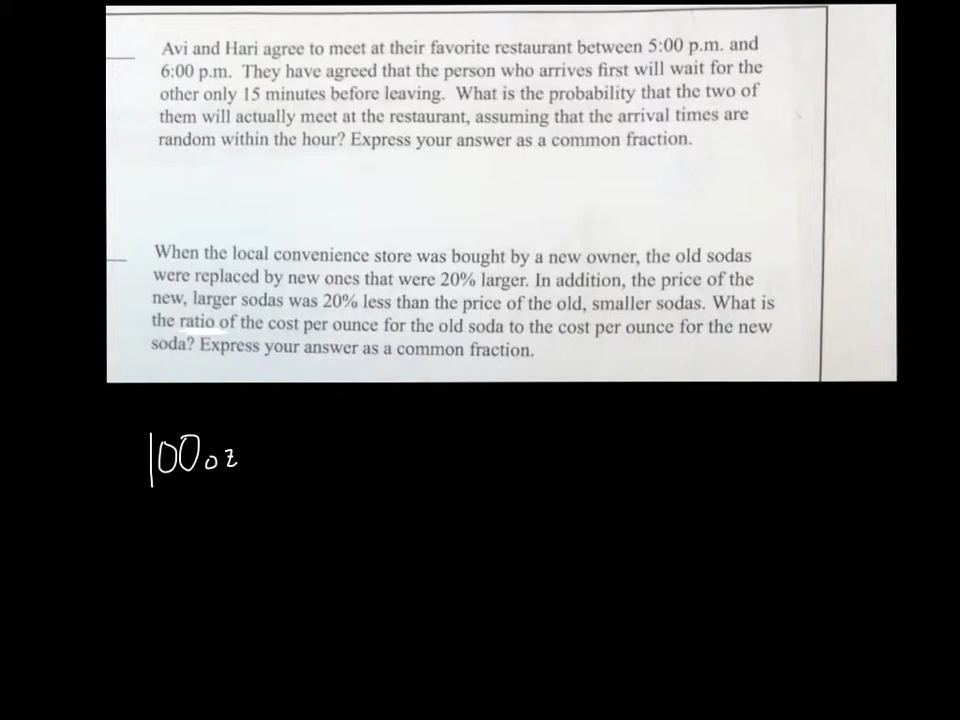 Avi and Hari agree to meet at their favorite restaurant between 5:00 p.m. and
6:00 p.m. They have agreed that the person who arrives first will wait for the
other only 15 minutes before leaving. What is the probability that the two of
them will actually meet at the restaurant, assuming that the arrival times are
random within the hour? Express your answer as a common fraction.
When the local convenience store was bought by a new owner, the old sodas
were replaced by new ones that were 20% larger. In addition, the price of the
new, larger sodas was 20% less than the price of the old, smaller sodas. What is
the ratio of the cost per ounce for the old soda to the cost per ounce for the new
soda? Express your answer as a common fraction.
100 oz